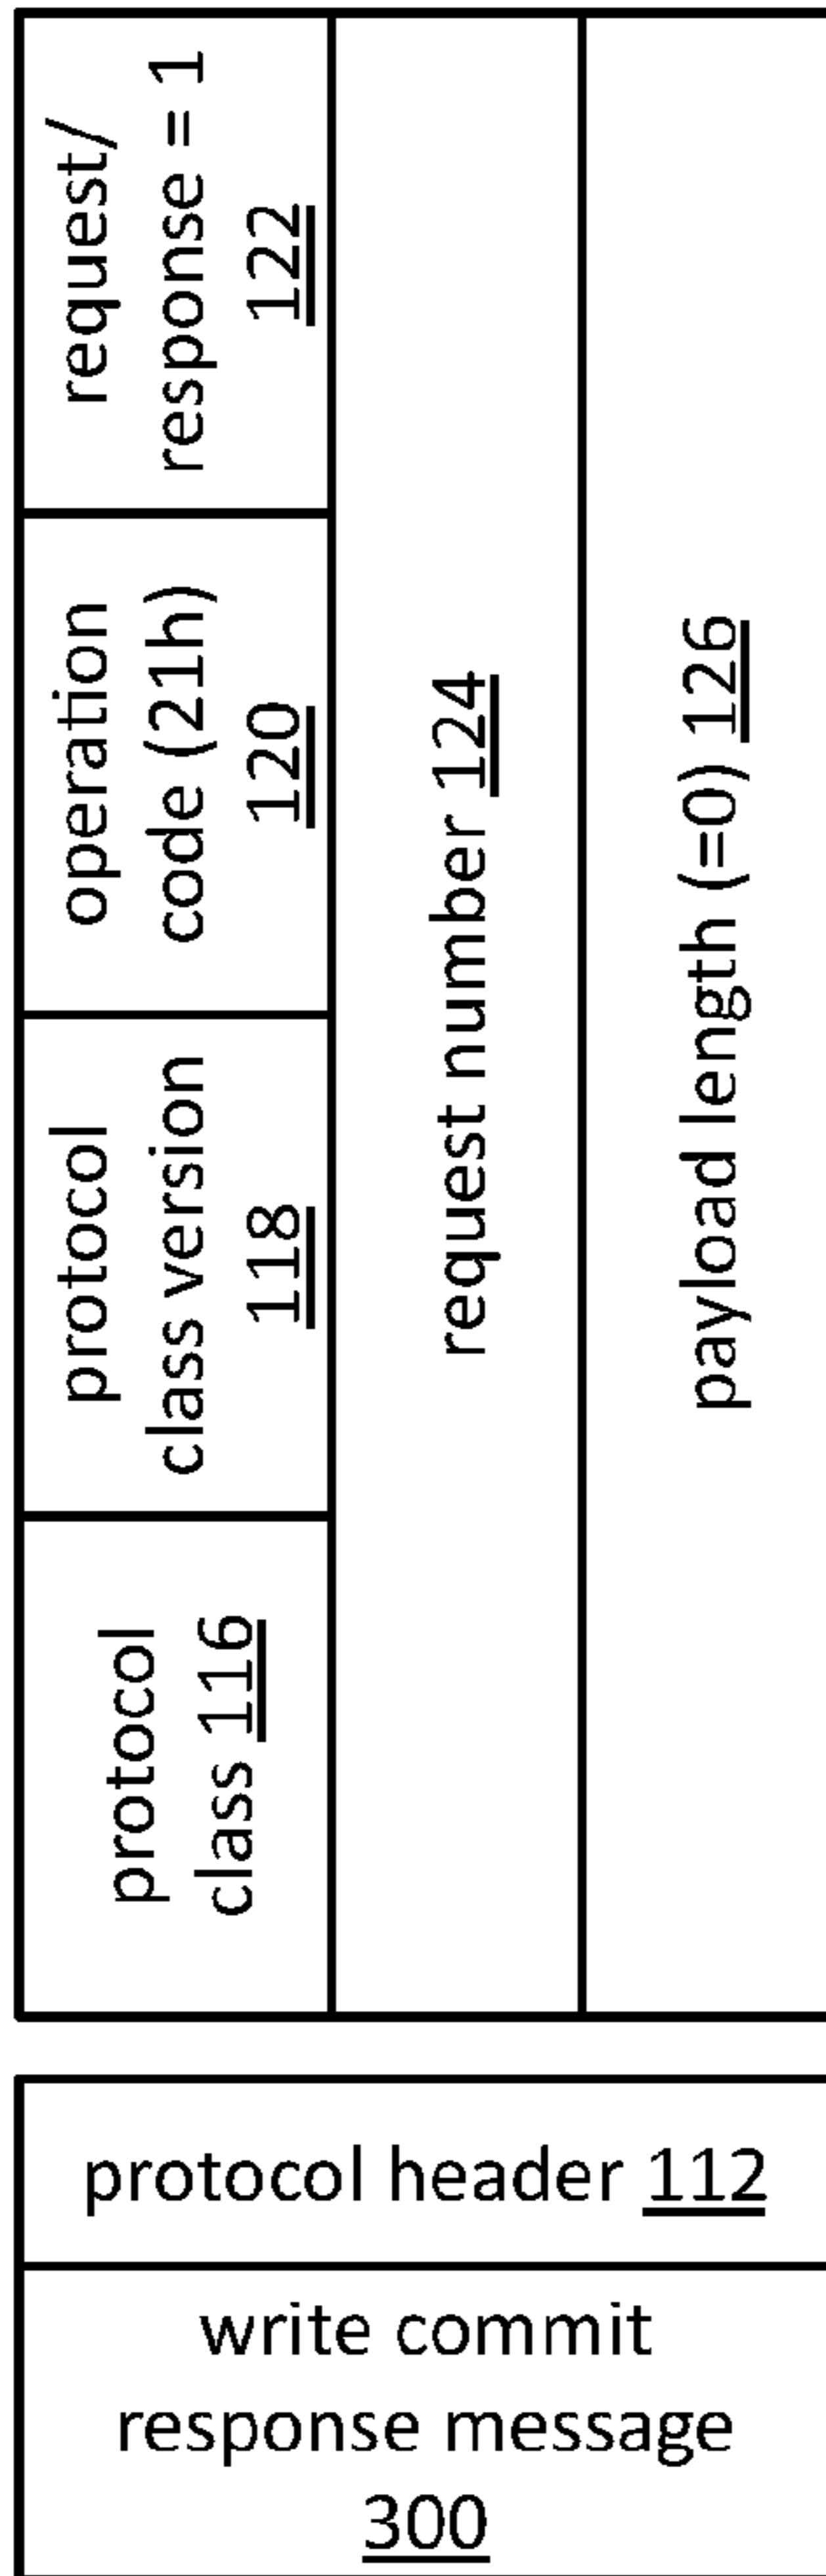 protocol
class 116
protocol
class version
118
operation
code (21h)
120
request/
response = 1
122
request number 124
payload length (=0) 126
protocol header 112
write commit
response message
300